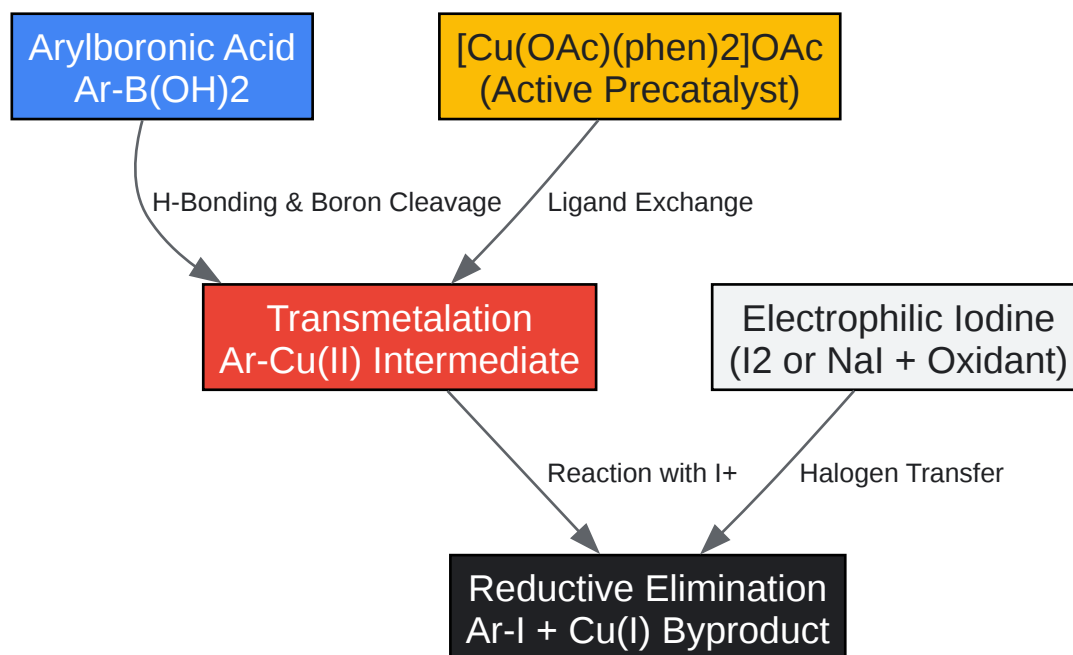 Arylboronic Acid
Ar-B(OH)2
[Cu(OAc)(phen)2]OAc
(Active Precatalyst)
H-Bonding & Boron Cleavage
Ligand Exchange
Transmetalation
Ar-Cu(II) Intermediate
Electrophilic Iodine
(I2 or NaI + Oxidant)
Reaction with I+
Halogen Transfer
Reductive Elimination
Ar-I + Cu(I) Byproduct